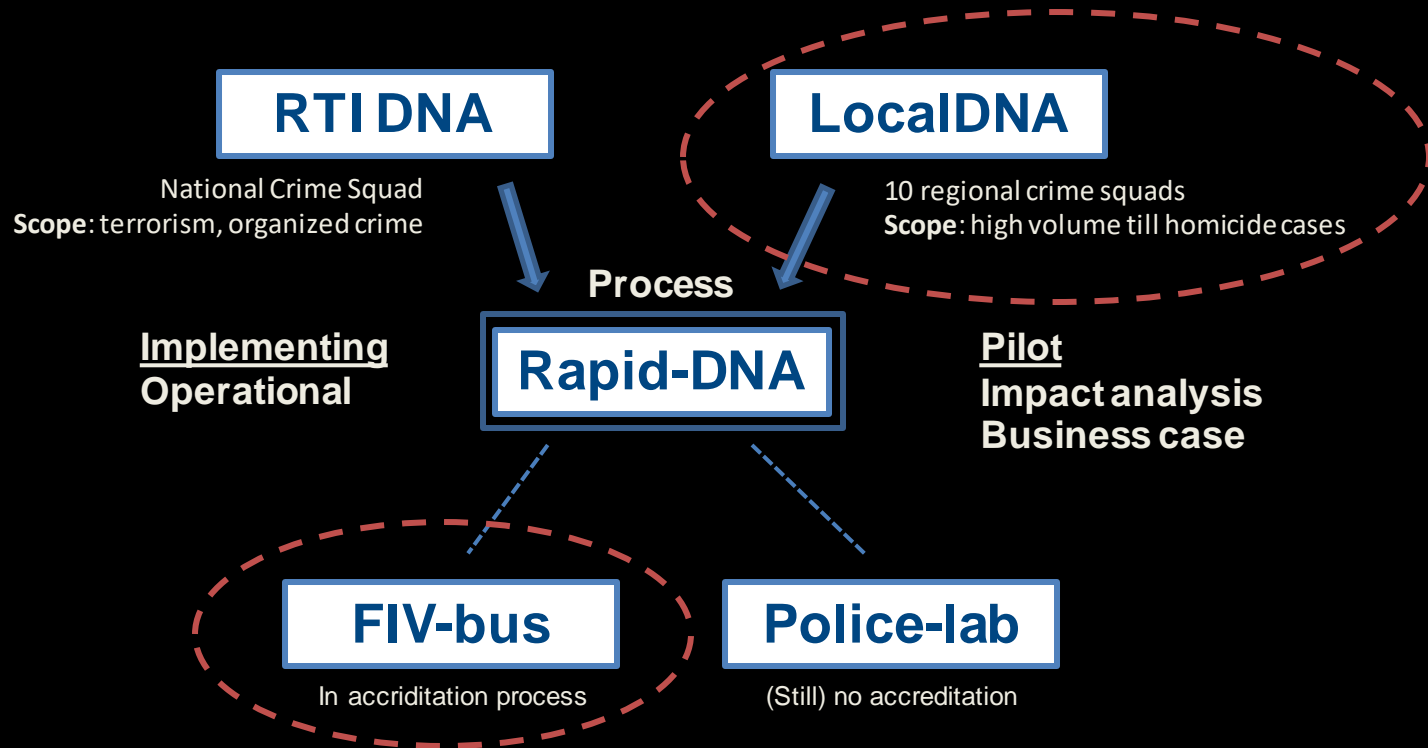 RTI DNA
LocalDNA
National Crime Squad
Scope: terrorism, organized crime
10 regional crime squads
Scope: high volume till homicide cases
Process
Implementing
Operational
Rapid-DNA
Pilot
Impact analysis
Business case
FIV-bus
Police-lab
In accriditation process
(Still) no accreditation